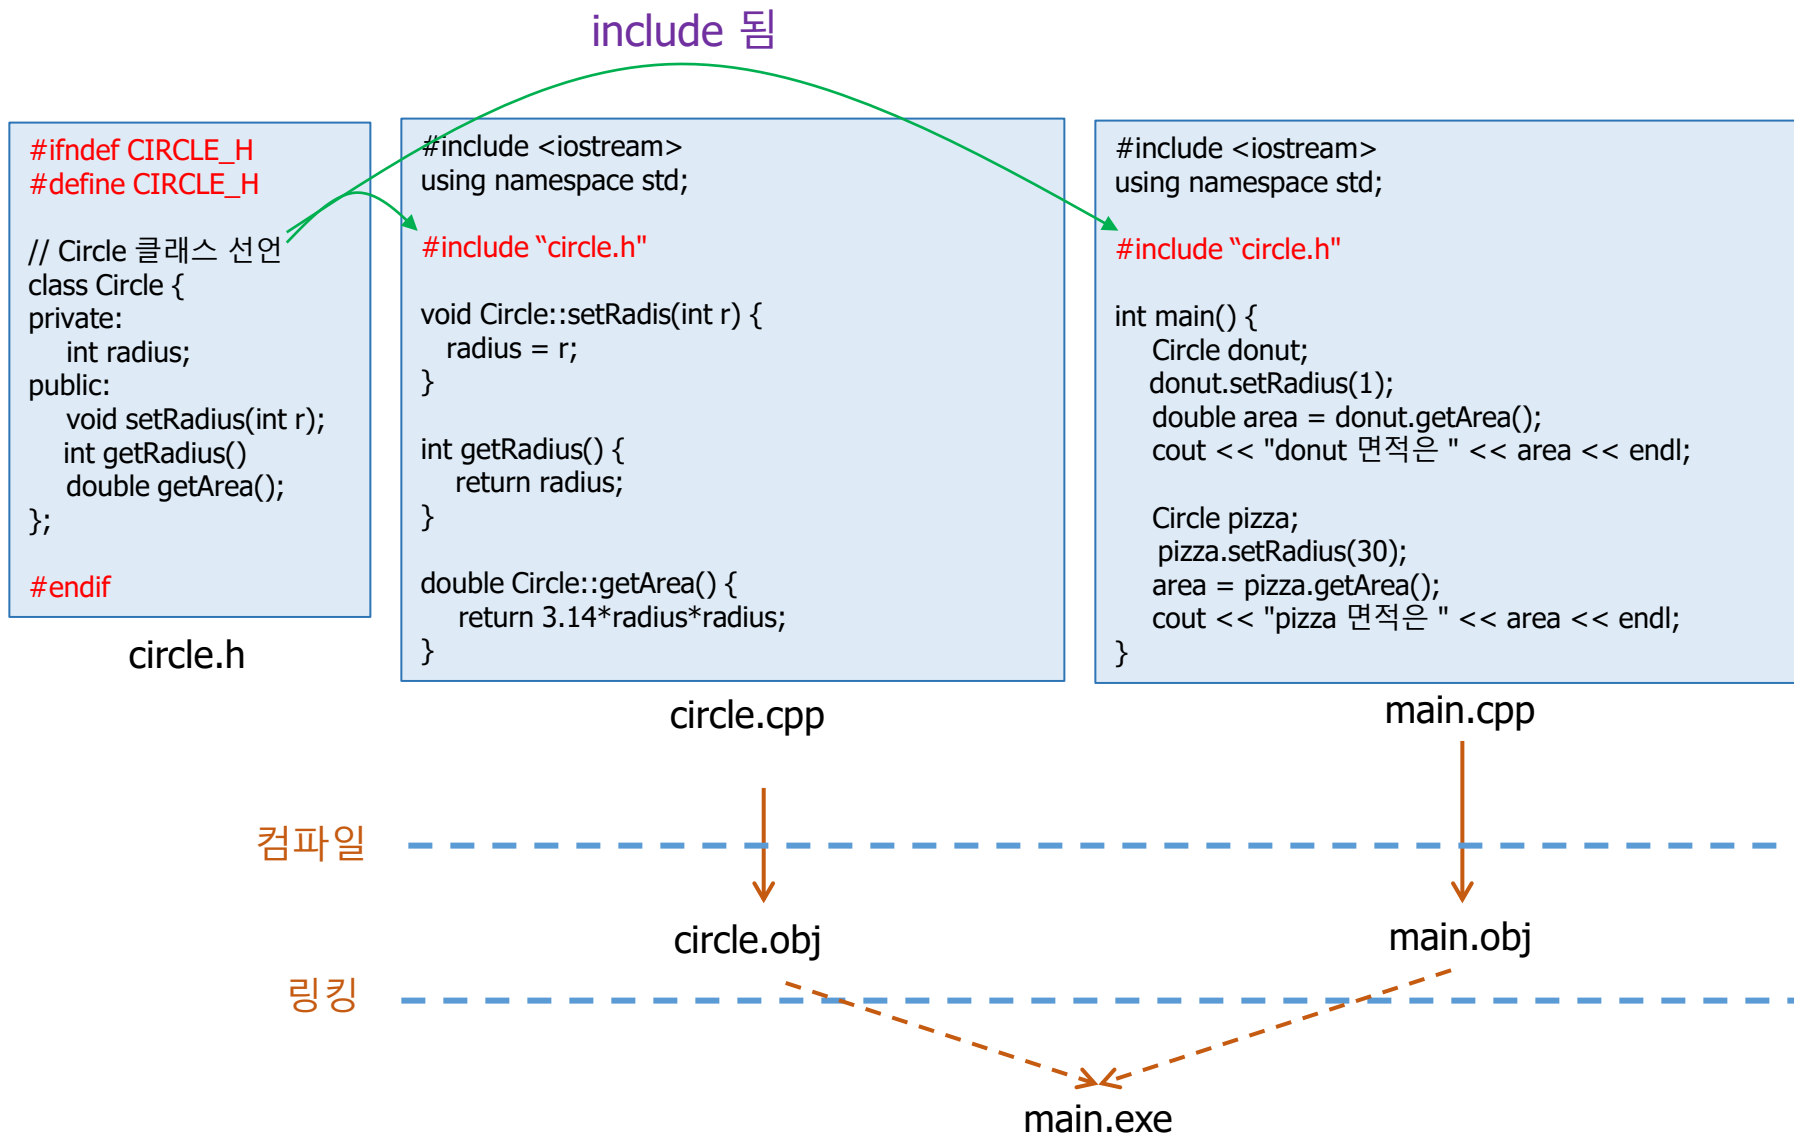 include 됨
#ifndef CIRCLE_H
#define CIRCLE_H
// Circle 클래스 선언
class Circle {
private:
int radius;
public:
void setRadius(int r);
int getRadius()
double getArea();
};
#endif
circle.h
#include <iostream>
using namespace std;
#include “circle.h"
void Circle::setRadis(int r) {
radius = r;
}
int getRadius() {
return radius;
}
double Circle::getArea() {
return 3.14*radius*radius;
}
circle.cpp
#include <iostream>
using namespace std;
#include “circle.h"
int main() {
Circle donut;
donut.setRadius(1);
double area = donut.getArea();
cout << "donut 면적은 " << area << endl;
Circle pizza;
pizza.setRadius(30);
area = pizza.getArea();
cout << "pizza 면적은 " << area << endl;
}
main.cpp
컴파일
circle.obj
main.obj
링킹
main.exe